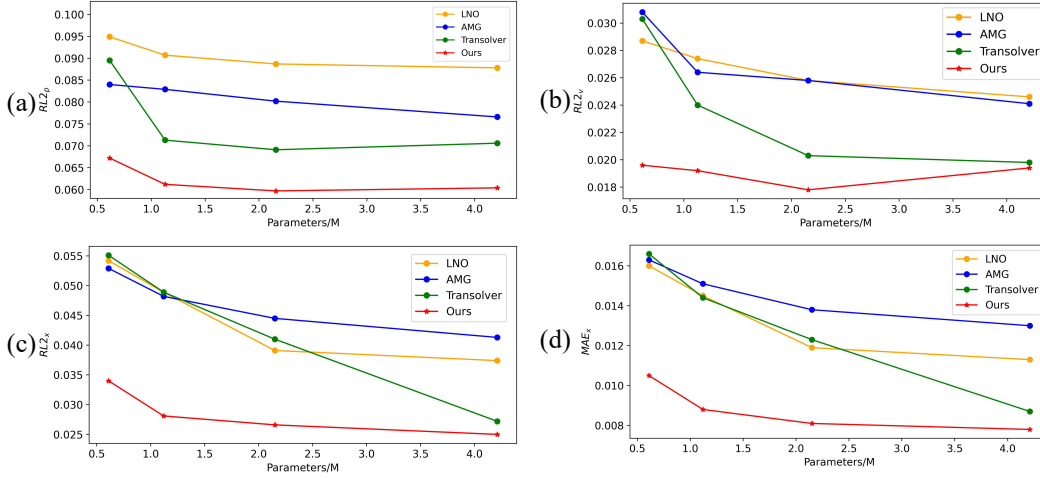 (a)
RL2_p
0.100
0.095
0.090
0.085
0.080
0.075
0.070
0.065
0.060
0.5 1.0 1.5 2.0 2.5 3.0 3.5 4.0
Parameters/M
LNO
AMG
Transolver
Ours
(b)
RL2_v
0.030
0.028
0.026
0.024
0.022
0.020
0.018
0.5 1.0 1.5 2.0 2.5 3.0 3.5 4.0
Parameters/M
LNO
AMG
Transolver
Ours
(c)
RL2_x
0.055
0.050
0.045
0.040
0.035
0.030
0.025
0.5 1.0 1.5 2.0 2.5 3.0 3.5 4.0
Parameters/M
LNO
AMG
Transolver
Ours
(d)
MAE_x
0.016
0.014
0.012
0.010
0.008
0.5 1.0 1.5 2.0 2.5 3.0 3.5 4.0
Parameters/M
LNO
AMG
Transolver
Ours